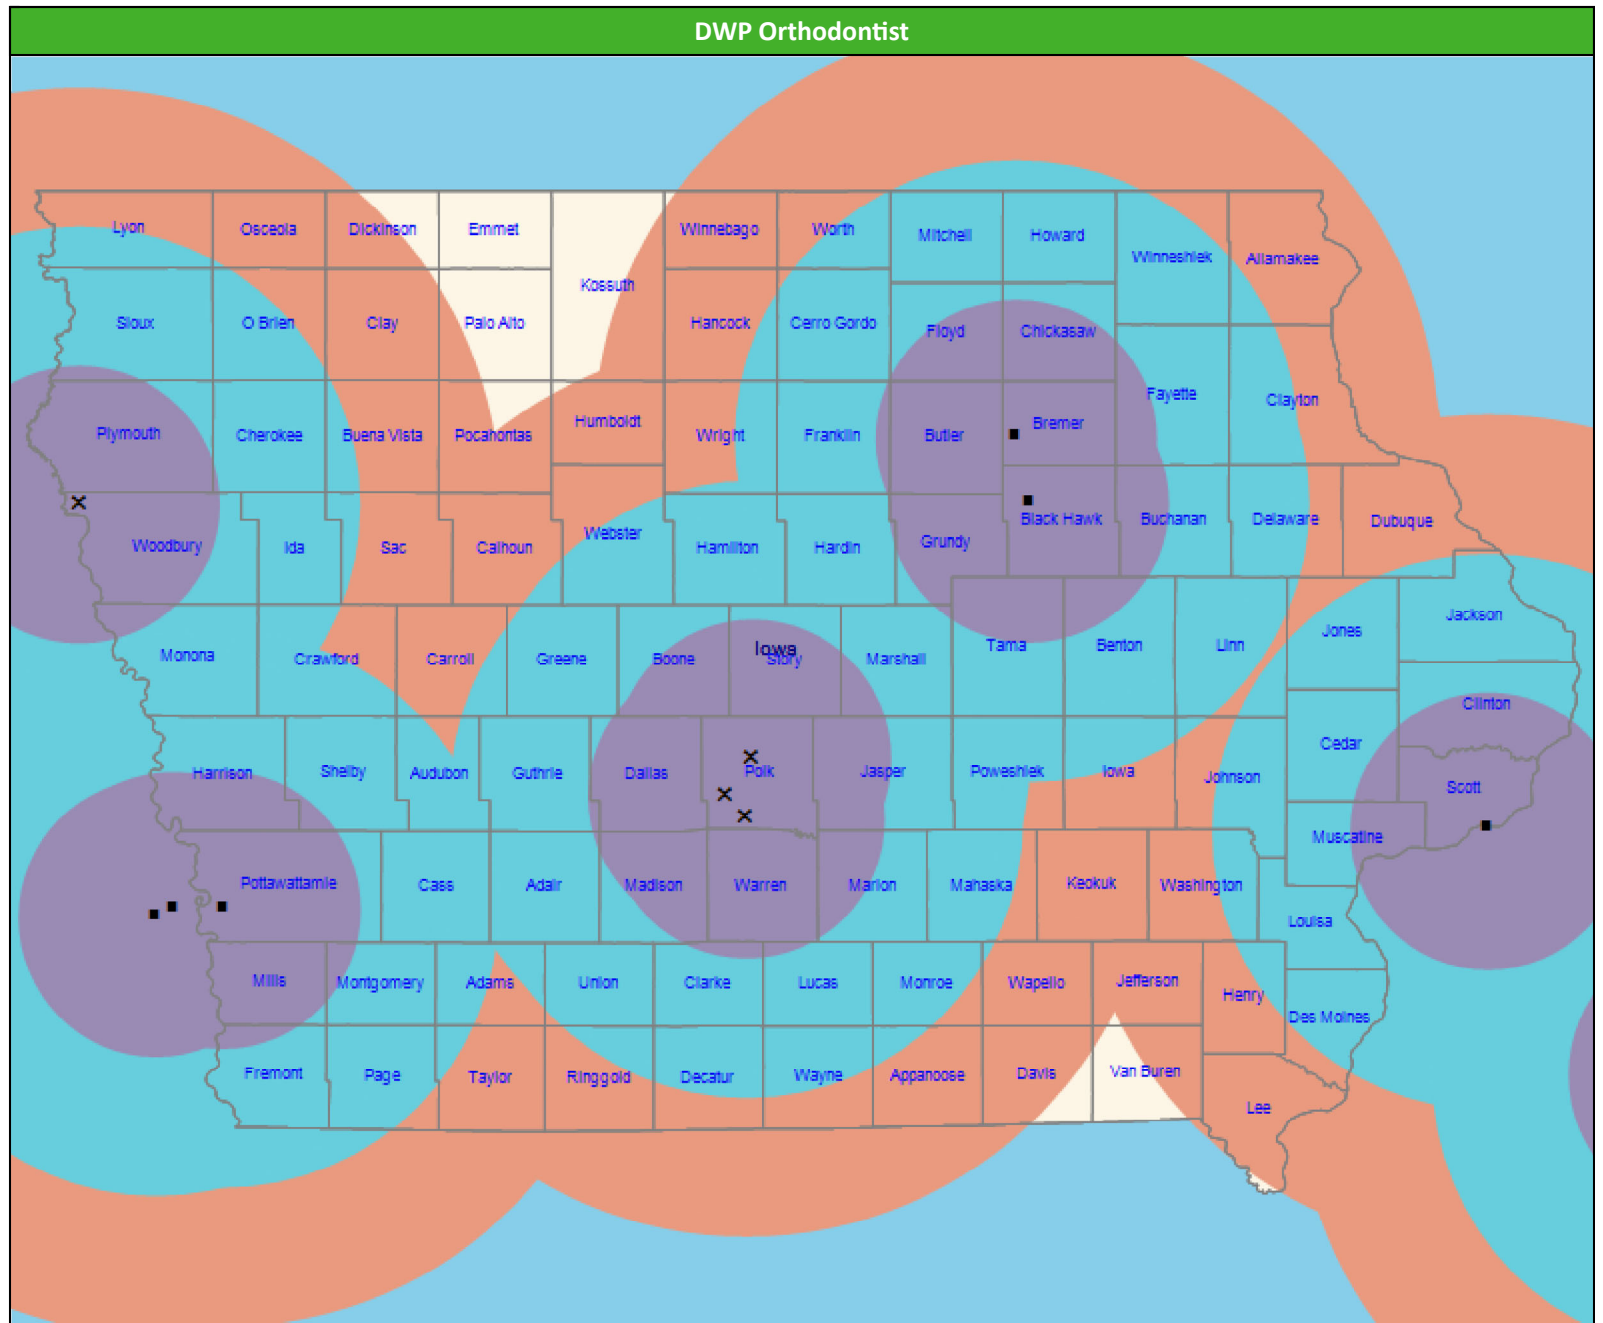 DWP Orthodontist
Lyon Osceola Dickinson Emmet Winnebago Worth Mitchell Howard
Winneshiek Allamakee
Kossuth
Sioux O Brien Clay Palo Alto Hancock Cerro Gordo Floyd Chickasaw
Fayette Clayton
Plymouth Cherokee Buena Vista Pocahontas Humboldt Wright Franklin Butler Bremer
Woodbury Ida Sac Calhoun Webster Hamilton Hardin Grundy Black Hawk Buchanan Delaware Dubuque
Monona Crawford Carroll Greene Boone Story Marshall Tama Benton Linn Jones Jackson
Iowa
Harrison Shelby Audubon Guthrie Dallas Polk Jasper Poweshiek Iowa Johnson Cedar Clinton
Scott
Muscatine
Pottawattamie Cass Adair Madison Warren Marion Mahaska Keokuk Washington
Louisa
Mills Montgomery Adams Union Clarke Lucas Monroe Wapello Jefferson Henry
Des Moines
Fremont Page Taylor Ringgold Decatur Wayne Appanoose Davis Van Buren
Lee